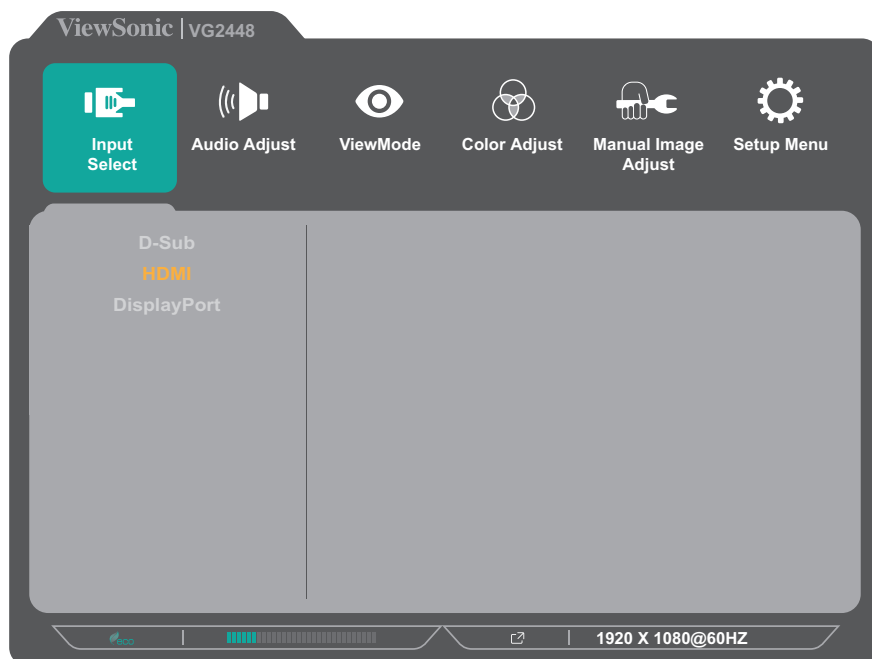 ViewSonic | VG2448
Input
Select
Audio Adjust
ViewMode
Color Adjust
Manual Image
Adjust
Setup Menu
D-Sub
HDMI
DisplayPort
eco
1920 X 1080@60HZ